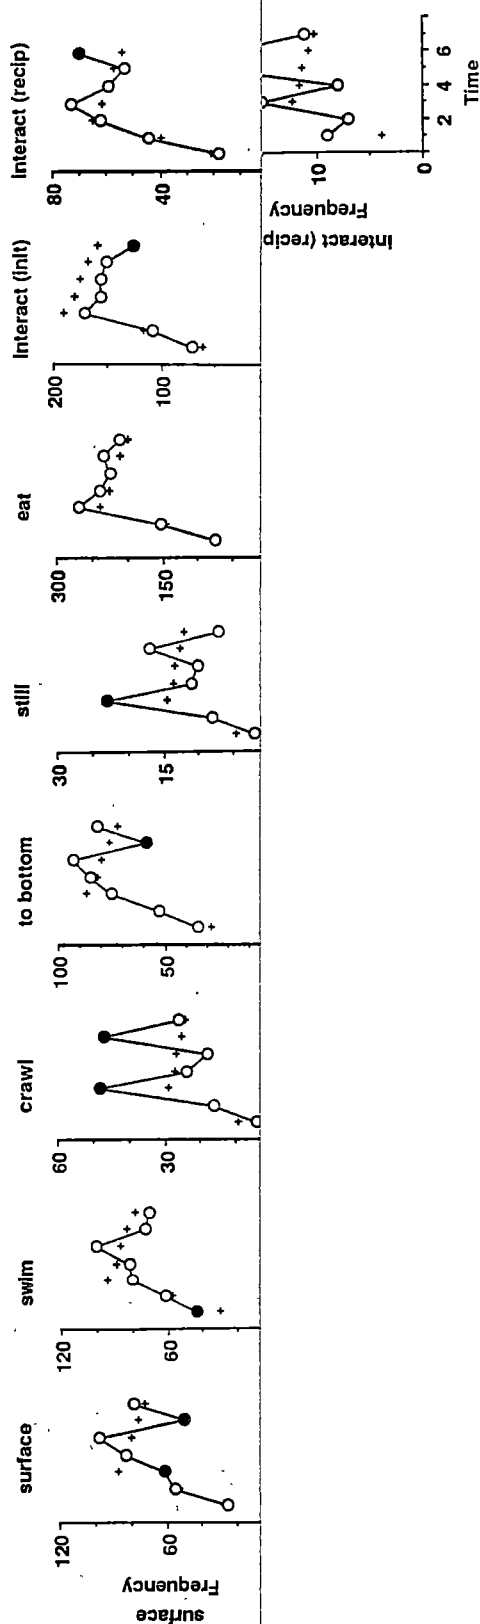 Interact (recip)
80
40
6
4
2
Time
10
0
Frequency
interact (recip
Interact (init)
200
100
eat
300
150
still
30
15
to bottom
100
50
crawl
60
30
swim
120
60
surface
120
60
Frequency
surface